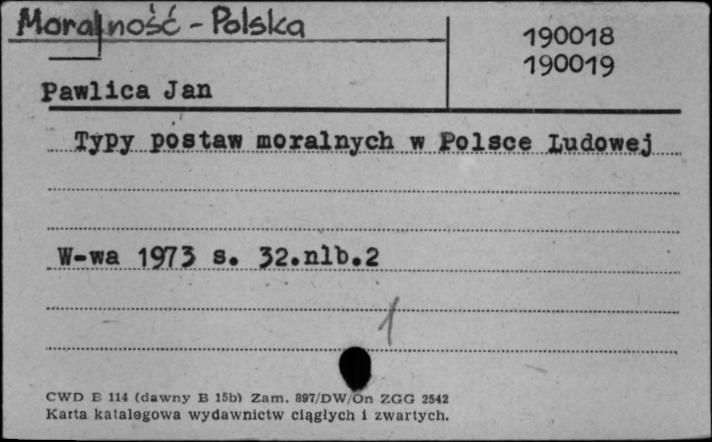 Moralność - Polska
190018
190019
Pawlica Jan
Typy postaw moralnych w Polsce Ludowej
W-wa 1973 s. 32.nlb.2
1
CWD B 114 (dawny B 15b) Zam. 897/DW/On ZGG 2542
Karta katalogowa wydawnictw ciągłych i zwartych.